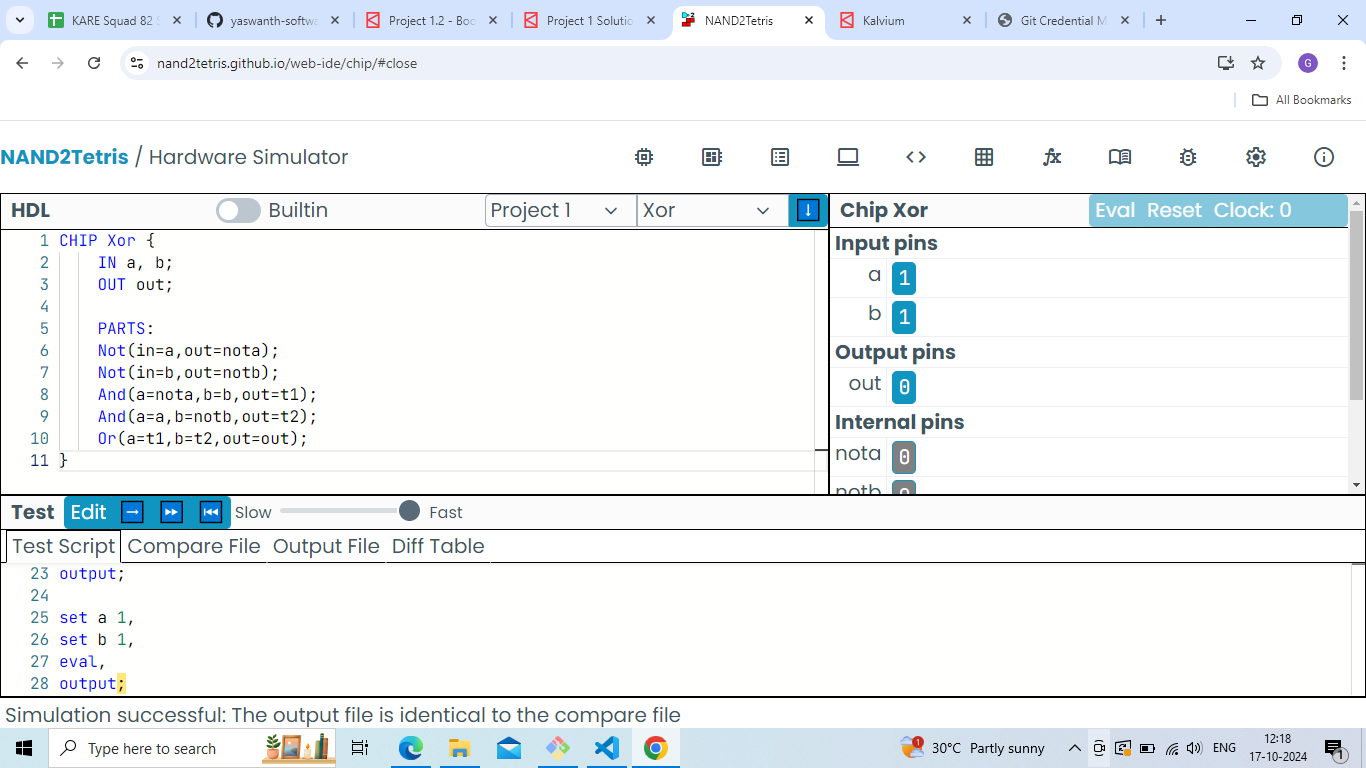 KARE Squad 82 S
yaswanth-softwa
Project 1.2 - Boo
Project 1 Solutio
NAND2Tetris
Kalvium
Git Credential M
nand2tetris.github.io/web-ide/chip/#close
G
All Bookmarks
NAND2Tetris / Hardware Simulator
HDL
Builtin
Project 1
Xor
1 CHIP Xor {
2 IN a, b;
3 OUT out;
4
5 PARTS:
6 Not(in=a,out=nota);
7 Not(in=b,out=notb);
8 And(a=nota,b=b,out=t1);
9 And(a=a,b=notb,out=t2);
10 Or(a=t1,b=t2,out=out);
11 }
Chip Xor
Eval Reset Clock: 0
Input pins
a 1
b 1
Output pins
out 0
Internal pins
nota 0
notb 0
Test Edit Slow Fast
Test Script Compare File Output File Diff Table
23 output;
24
25 set a 1,
26 set b 1,
27 eval,
28 output;
Simulation successful: The output file is identical to the compare file
Type here to search
1
30°C Partly sunny
ENG
12:18
17-10-2024
1